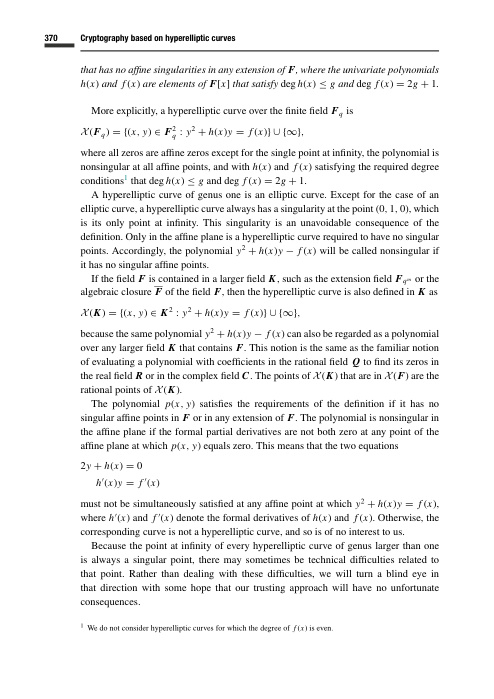 370 Cryptography based on hyperelliptic curves
that has no affine singularities in any extension of F, where the univariate polynomials
h(x) and f(x) are elements of F[x] that satisfy deg h(x) ≤ g and deg f(x) = 2g + 1.
More explicitly, a hyperelliptic curve over the finite field F_q is
𝒳(F_q) = {(x, y) ∈ F_q^2 : y^2 + h(x)y = f(x)} ∪ {∞},
where all zeros are affine zeros except for the single point at infinity, the polynomial is
nonsingular at all affine points, and with h(x) and f(x) satisfying the required degree
conditions^1 that deg h(x) ≤ g and deg f(x) = 2g + 1.
A hyperelliptic curve of genus one is an elliptic curve. Except for the case of an
elliptic curve, a hyperelliptic curve always has a singularity at the point (0, 1, 0), which
is its only point at infinity. This singularity is an unavoidable consequence of the
definition. Only in the affine plane is a hyperelliptic curve required to have no singular
points. Accordingly, the polynomial y^2 + h(x)y − f(x) will be called nonsingular if
it has no singular affine points.
If the field F is contained in a larger field K, such as the extension field F_{q^m} or the
algebraic closure F̅ of the field F, then the hyperelliptic curve is also defined in K as
𝒳(K) = {(x, y) ∈ K^2 : y^2 + h(x)y = f(x)} ∪ {∞},
because the same polynomial y^2 + h(x)y − f(x) can also be regarded as a polynomial
over any larger field K that contains F. This notion is the same as the familiar notion
of evaluating a polynomial with coefficients in the rational field Q to find its zeros in
the real field R or in the complex field C. The points of 𝒳(K) that are in 𝒳(F) are the
rational points of 𝒳(K).
The polynomial p(x, y) satisfies the requirements of the definition if it has no
singular affine points in F or in any extension of F. The polynomial is nonsingular in
the affine plane if the formal partial derivatives are not both zero at any point of the
affine plane at which p(x, y) equals zero. This means that the two equations
2y + h(x) = 0
h′(x)y = f′(x)
must not be simultaneously satisfied at any affine point at which y^2 + h(x)y = f(x),
where h′(x) and f′(x) denote the formal derivatives of h(x) and f(x). Otherwise, the
corresponding curve is not a hyperelliptic curve, and so is of no interest to us.
Because the point at infinity of every hyperelliptic curve of genus larger than one
is always a singular point, there may sometimes be technical difficulties related to
that point. Rather than dealing with these difficulties, we will turn a blind eye in
that direction with some hope that our trusting approach will have no unfortunate
consequences.
^1 We do not consider hyperelliptic curves for which the degree of f(x) is even.